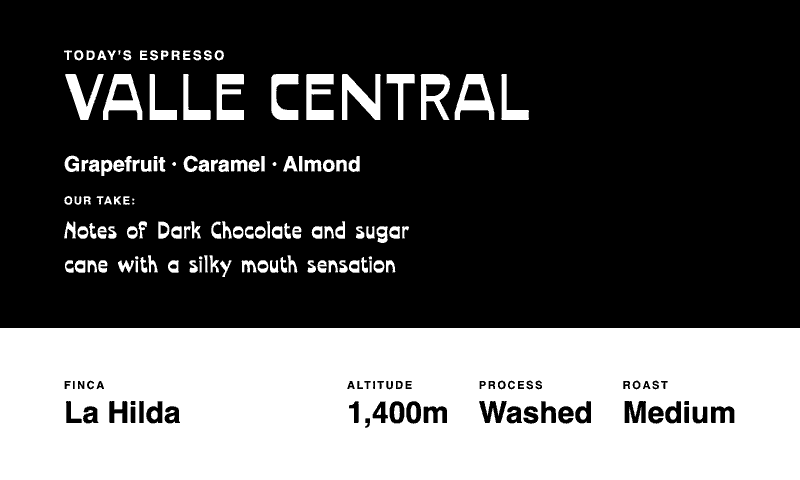 TODAY'S ESPRESSO
VALLE CENTRAL
Grapefruit · Caramel · Almond
OUR TAKE:
Notes of Dark Chocolate and sugar
cane with a silky mouth sensation
FINCA
La Hilda
ALTITUDE
1,400m
PROCESS
Washed
ROAST
Medium